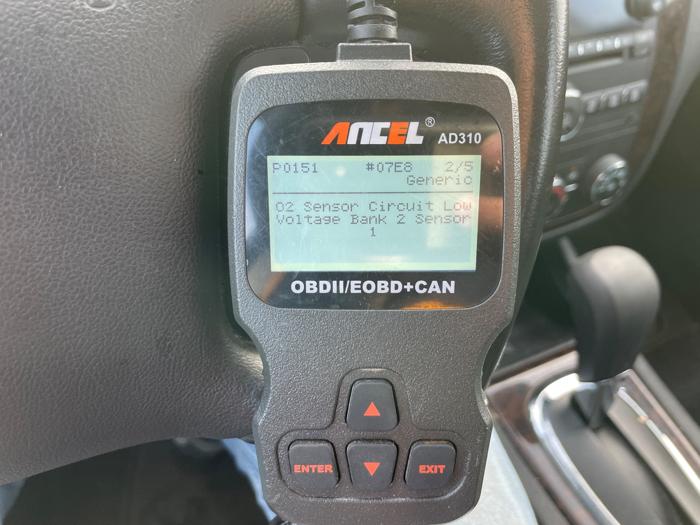 ANCEL® AD310
P0151 #07E8 2/5
Generic
O2 Sensor Circuit Low
Voltage Bank 2 Sensor
1
OBDII/EOBD+CAN
ENTER EXIT